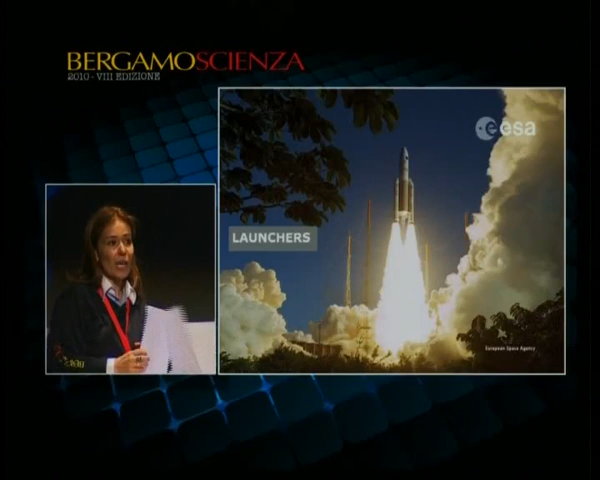 BERGAMOSCIENZA
2010 - VIII EDIZIONE
esa
LAUNCHERS
European Space Agency